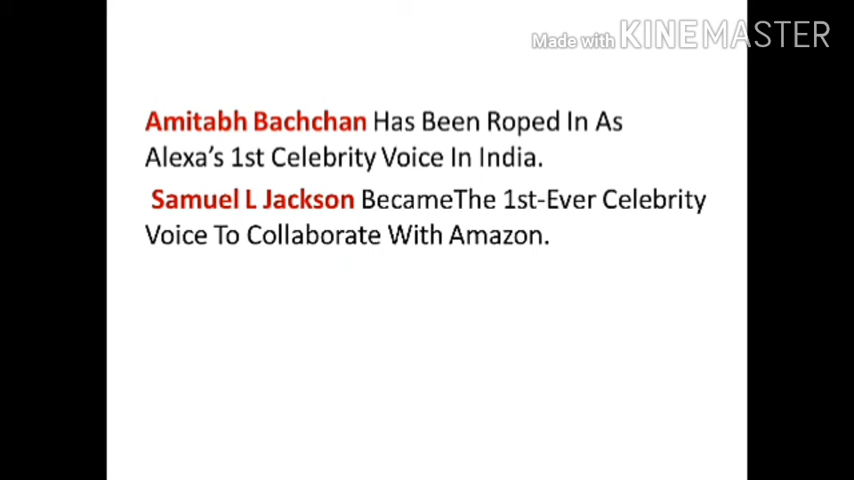 Made with KINEMASTER
Amitabh Bachchan Has Been Roped In As
Alexa's 1st Celebrity Voice In India.
Samuel L Jackson BecameThe 1st-Ever Celebrity
Voice To Collaborate With Amazon.